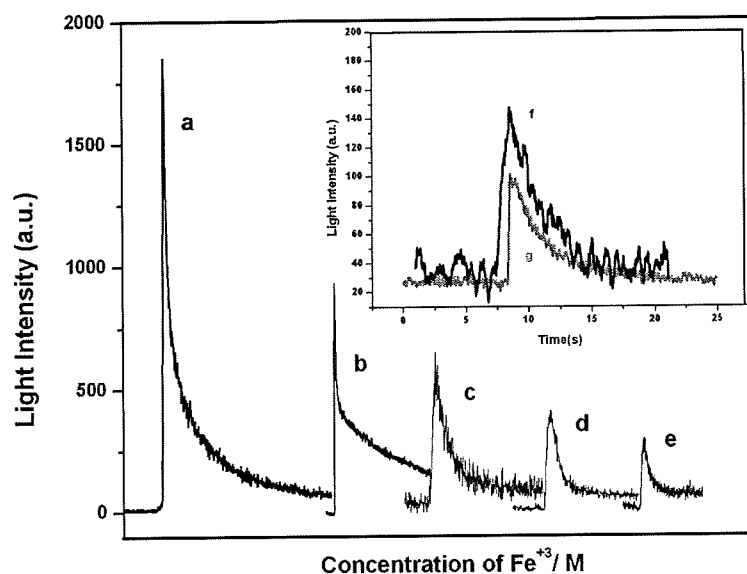 2000
1500
1000
500
0
Light Intensity (a.u.)
Concentration of Fe+3/ M
a
b
c
d
e
200
180
160
140
120
100
80
60
40
20
Light Intensity (a.u.)
0
5
10
15
20
25
Time(s)
f
g